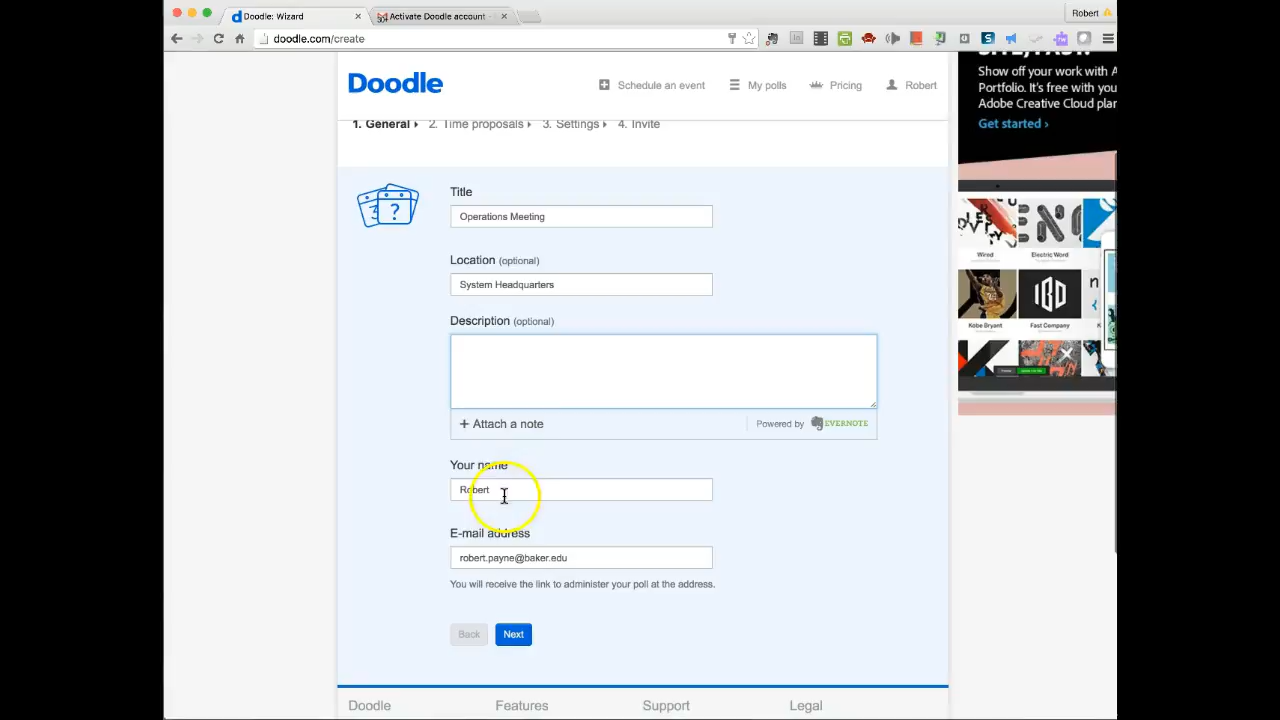 Doodle: Wizard
Activate Doodle account
Robert
doodle.com/create
Doodle
Schedule an event
My polls
Pricing
Robert
1. General
2. Time proposals
3. Settings
4. Invite
Title
Operations Meeting
Location (optional)
System Headquarters
Description (optional)
+ Attach a note
Powered by EVERNOTE
Your name
Robert
E-mail address
robert.payne@baker.edu
You will receive the link to administer your poll at the address.
Back
Next
Doodle
Features
Support
Legal
Show off your work with A
Portfolio. It's free with you
Adobe Creative Cloud plan
Get started ›
Wired
Electric Word
Kobe Bryant
Fast Company